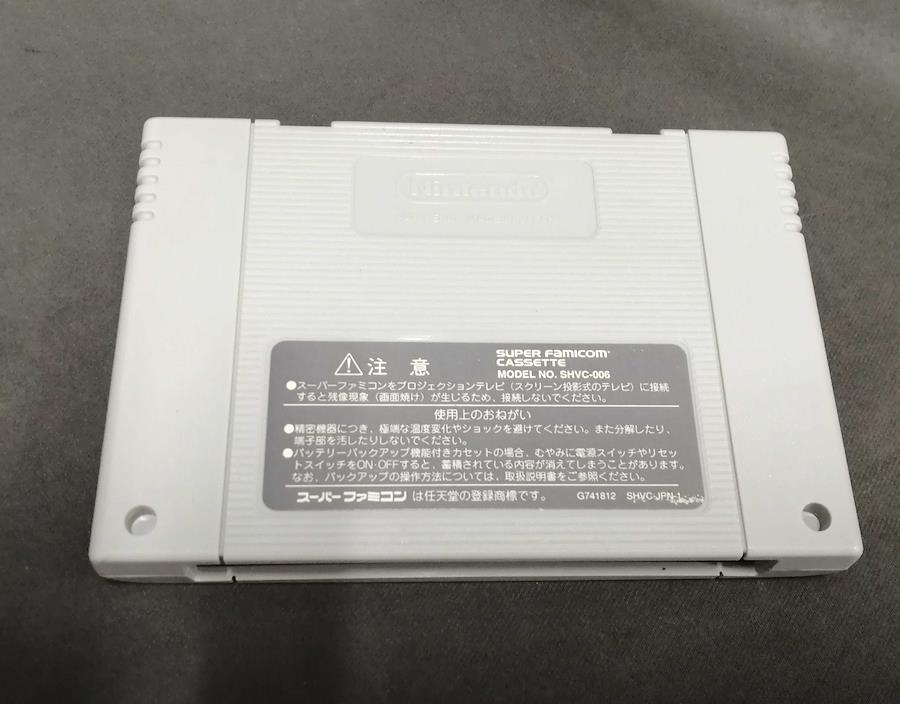 Nintendo
⚠注意
SUPER FAMICOM
CASSETTE
MODEL NO. SHVC-006
●スーパーファミコンをプロジェクションテレビ(スクリーン投影式のテレビ)に接続
すると残像現象(画面焼け)が生じるため、接続しないでください。
使用上のおねがい
●精密機器につき、極端な温度変化やショックを避けてください。また分解したり、
端子部を汚したりしないでください。
●バッテリーバックアップ機能付きカセットの場合、むやみに電源スイッチやリセッ
トスイッチをON・OFFすると、蓄積されている内容が消えてしまうことがあります。
なお、バックアップの操作方法については、取扱説明書をご参照ください。
スーパーファミコンは任天堂の登録商標です。
G741812 SHVC-JPN-1